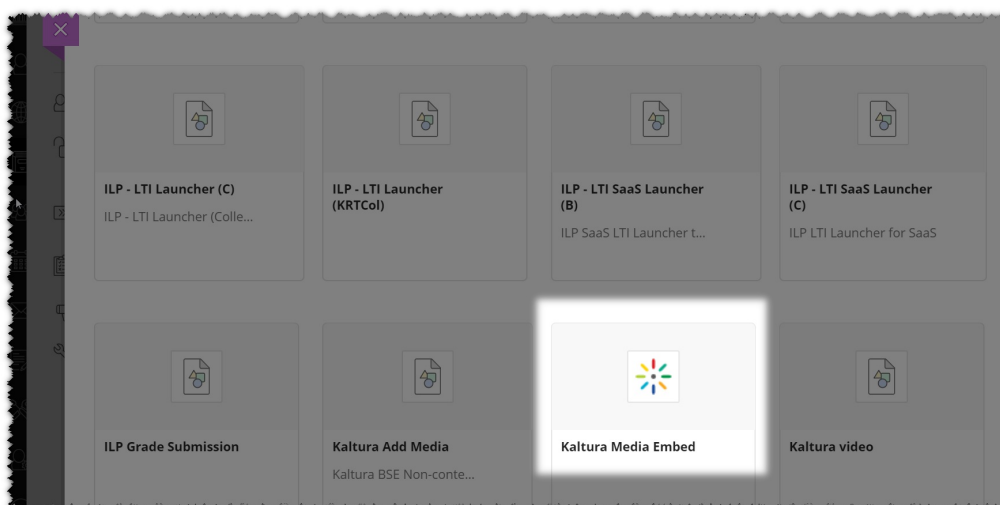 ILP - LTI Launcher (C)
ILP - LTI Launcher (Colle...
ILP - LTI Launcher
(KRTCol)
ILP - LTI SaaS Launcher
(B)
ILP SaaS LTI Launcher t...
ILP - LTI SaaS Launcher
(C)
ILP LTI Launcher for SaaS
ILP Grade Submission
Kaltura Add Media
Kaltura BSE Non-conte...
Kaltura Media Embed
Kaltura video